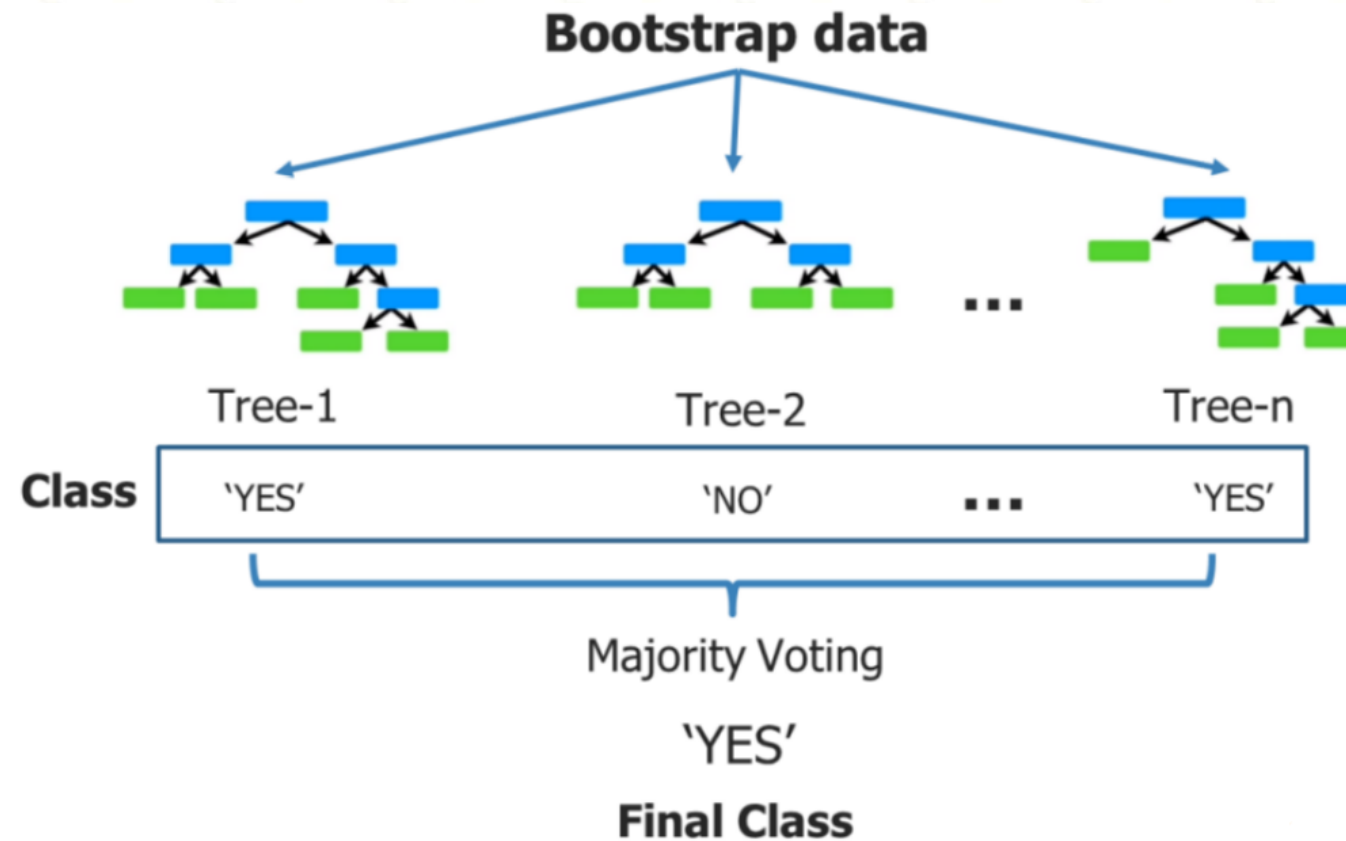 Bootstrap data
...
Tree-1 Tree-2 Tree-n
Class ‘YES’ ‘NO’ ... ‘YES’
Majority Voting
‘YES’
Final Class